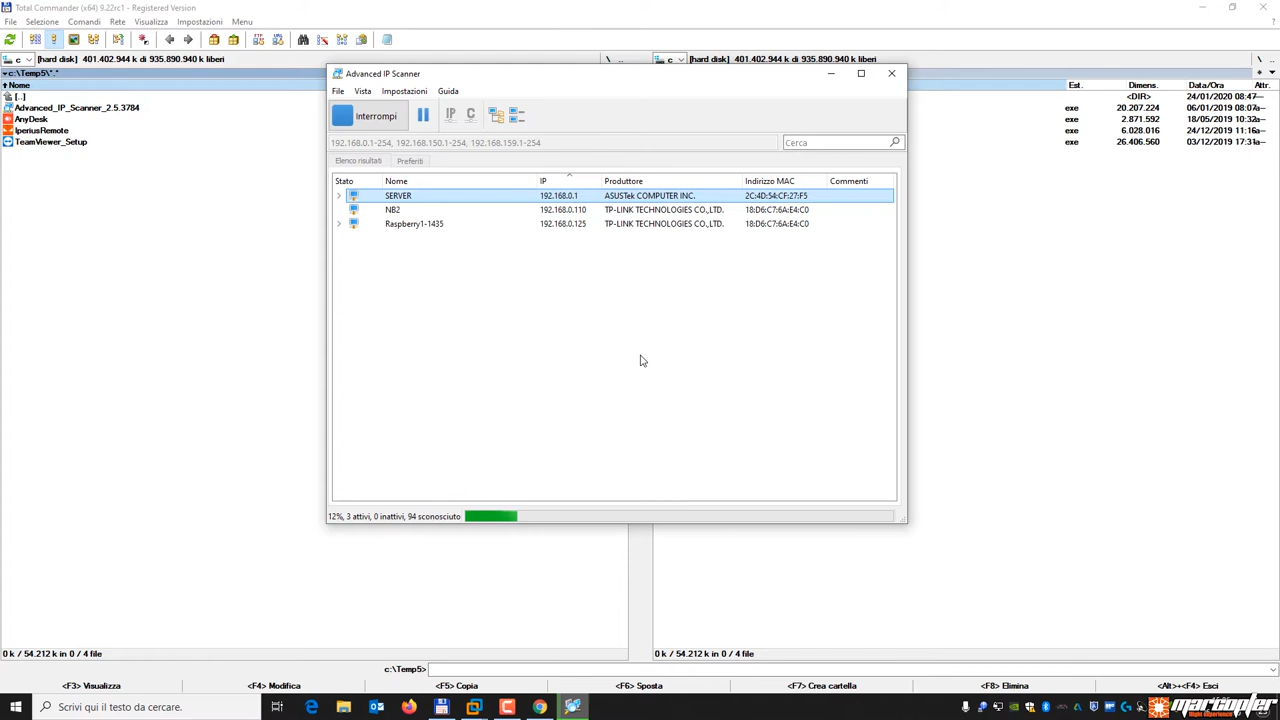 Total Commander (x64) 9.22rc1 - Registered Version
File Selezione Comandi Rete Visualizza Impostazioni Menu
?
c [hard disk] 401.402.944 k di 935.890.940 k liberi \ ..
c [hard disk] 401.402.944 k di 935.890.940 k liberi \ ..
c:\Temp5\*.* * ?
Nome Est. Dimens. Data/Ora Attr.
[..] <DIR> 24/01/2020 08:47 ---
Advanced_IP_Scanner_2.5.3784 exe 20.207.224 06/01/2019 08:07 a--
AnyDesk exe 2.871.592 18/05/2019 10:32 a--
IperiusRemote exe 6.028.016 24/12/2019 11:16 a--
TeamViewer_Setup exe 26.406.560 03/12/2019 17:31 a--
Advanced IP Scanner
File Vista Impostazioni Guida
Interrompi IP C
192.168.0.1-254, 192.168.150.1-254, 192.168.159.1-254
Cerca
Elenco risultati Preferiti
Stato Nome IP Produttore Indirizzo MAC Commenti
SERVER 192.168.0.1 ASUSTek COMPUTER INC. 2C:4D:54:CF:27:F5
NB2 192.168.0.110 TP-LINK TECHNOLOGIES CO.,LTD. 18:D6:C7:6A:E4:C0
Raspberry1-1435 192.168.0.125 TP-LINK TECHNOLOGIES CO.,LTD. 18:D6:C7:6A:E4:C0
12%, 3 attivi, 0 inattivi, 94 sconosciuto
0 k / 54.212 k in 0 / 4 file
0 k / 54.212 k in 0 / 4 file
c:\Temp5>
<F3> Visualizza <F4> Modifica <F5> Copia <F6> Sposta <F7> Crea cartella <F8> Elimina <Alt>+<F4> Esci
Scrivi qui il testo da cercare.
marcopter